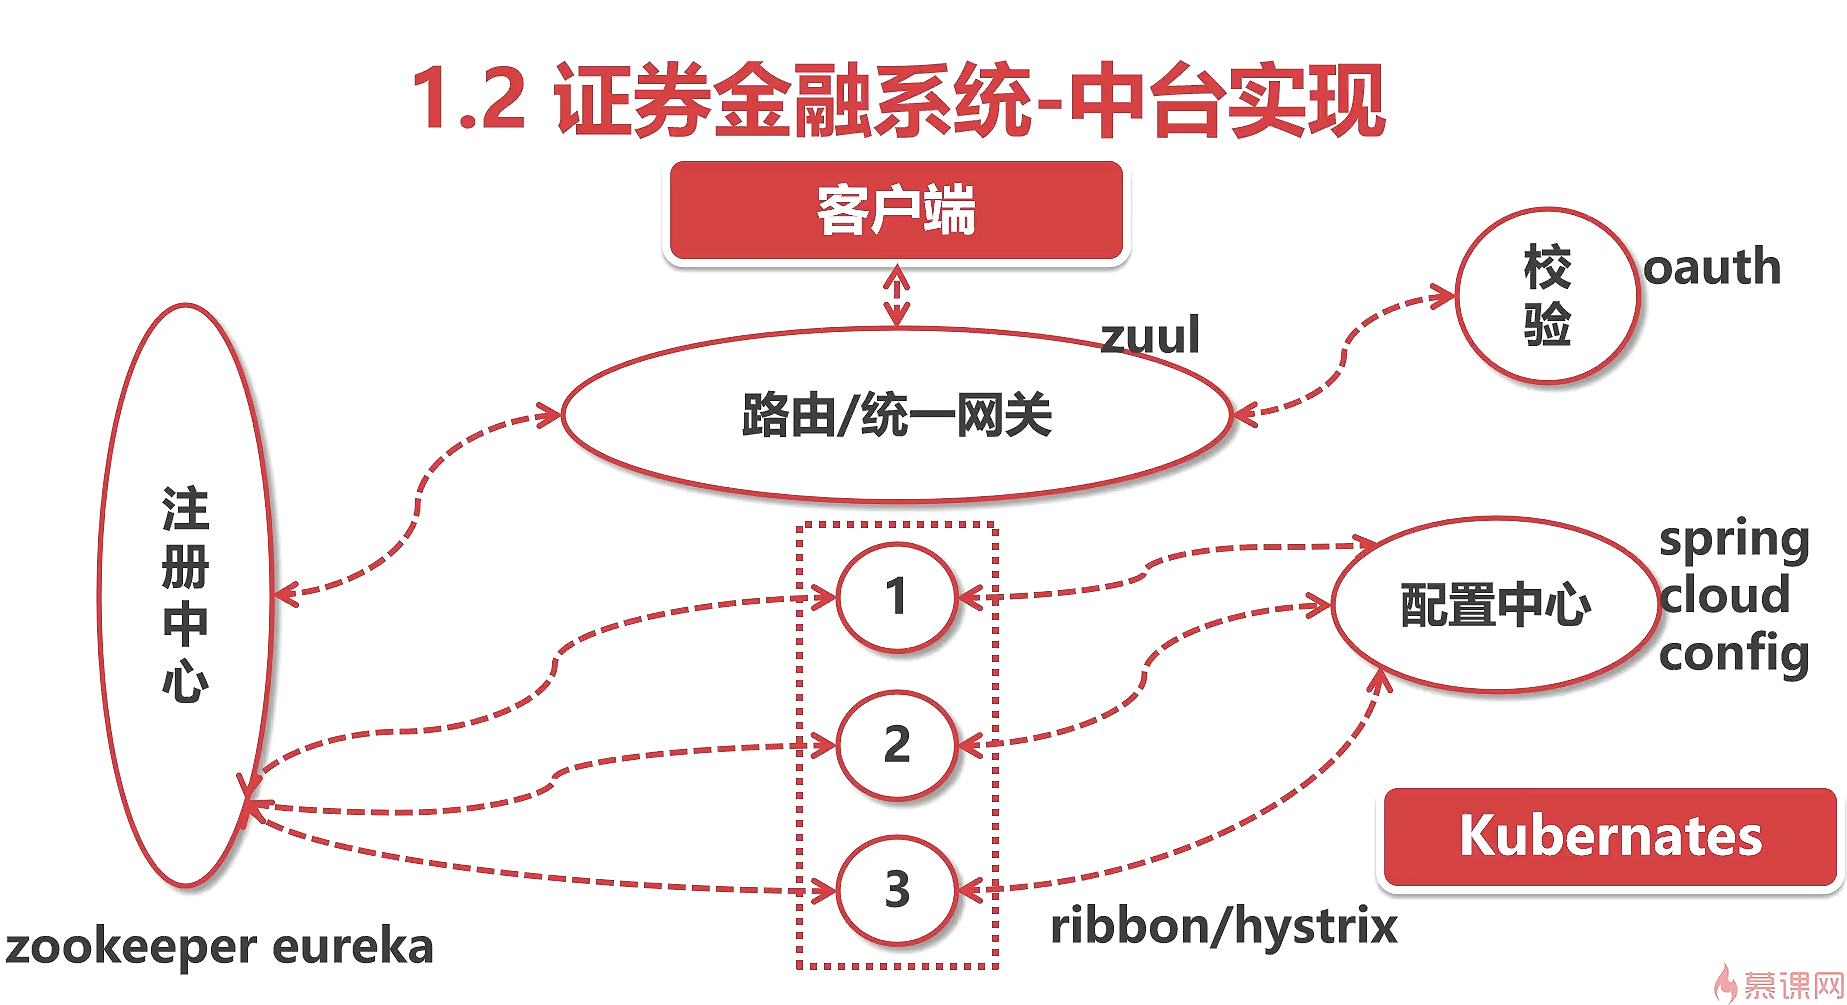 1.2 证券金融系统-中台实现
客户端
校验
oauth
zuul
路由/统一网关
注册中心
1
2
3
配置中心
spring
cloud
config
Kubernates
ribbon/hystrix
zookeeper eureka
慕课网